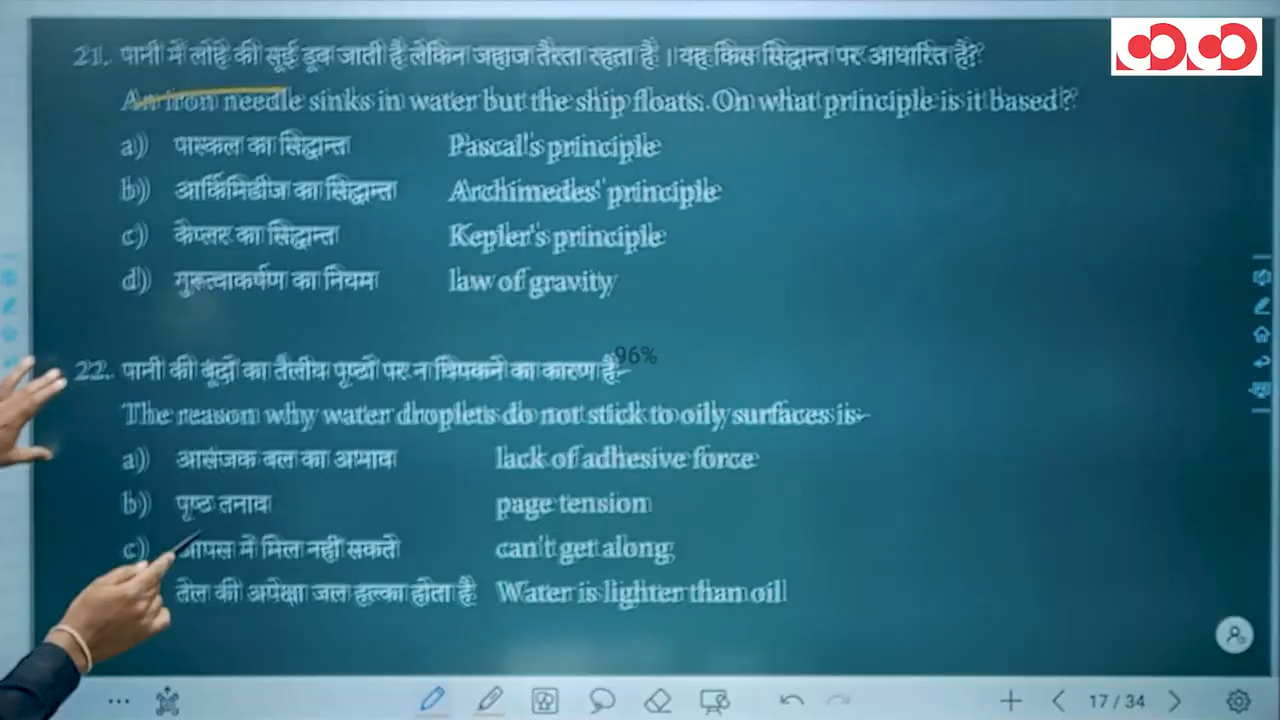 21. पानी में लोहे की सूई डूब जाती है लेकिन जहाज तैरता रहता है । यह किस सिद्धान्त पर आधारित है?
An iron needle sinks in water but the ship floats. On what principle is it based?
a) पास्कल का सिद्धान्त Pascal's principle
b) आर्किमिडीज का सिद्धान्त Archimedes' principle
c) केप्लर का सिद्धान्त Kepler's principle
d) गुरूत्वाकर्षण का नियम law of gravity
96%
22. पानी की बूंदों का तैलीय पृष्ठों पर न चिपकने का कारण है-
The reason why water droplets do not stick to oily surfaces is-
a) आसंजक बल का अभाव lack of adhesive force
b) पृष्ठ तनाव page tension
c) आपस में मिल नहीं सकते can't get along
तेल की अपेक्षा जल हल्का होता है Water is lighter than oil
17 / 34